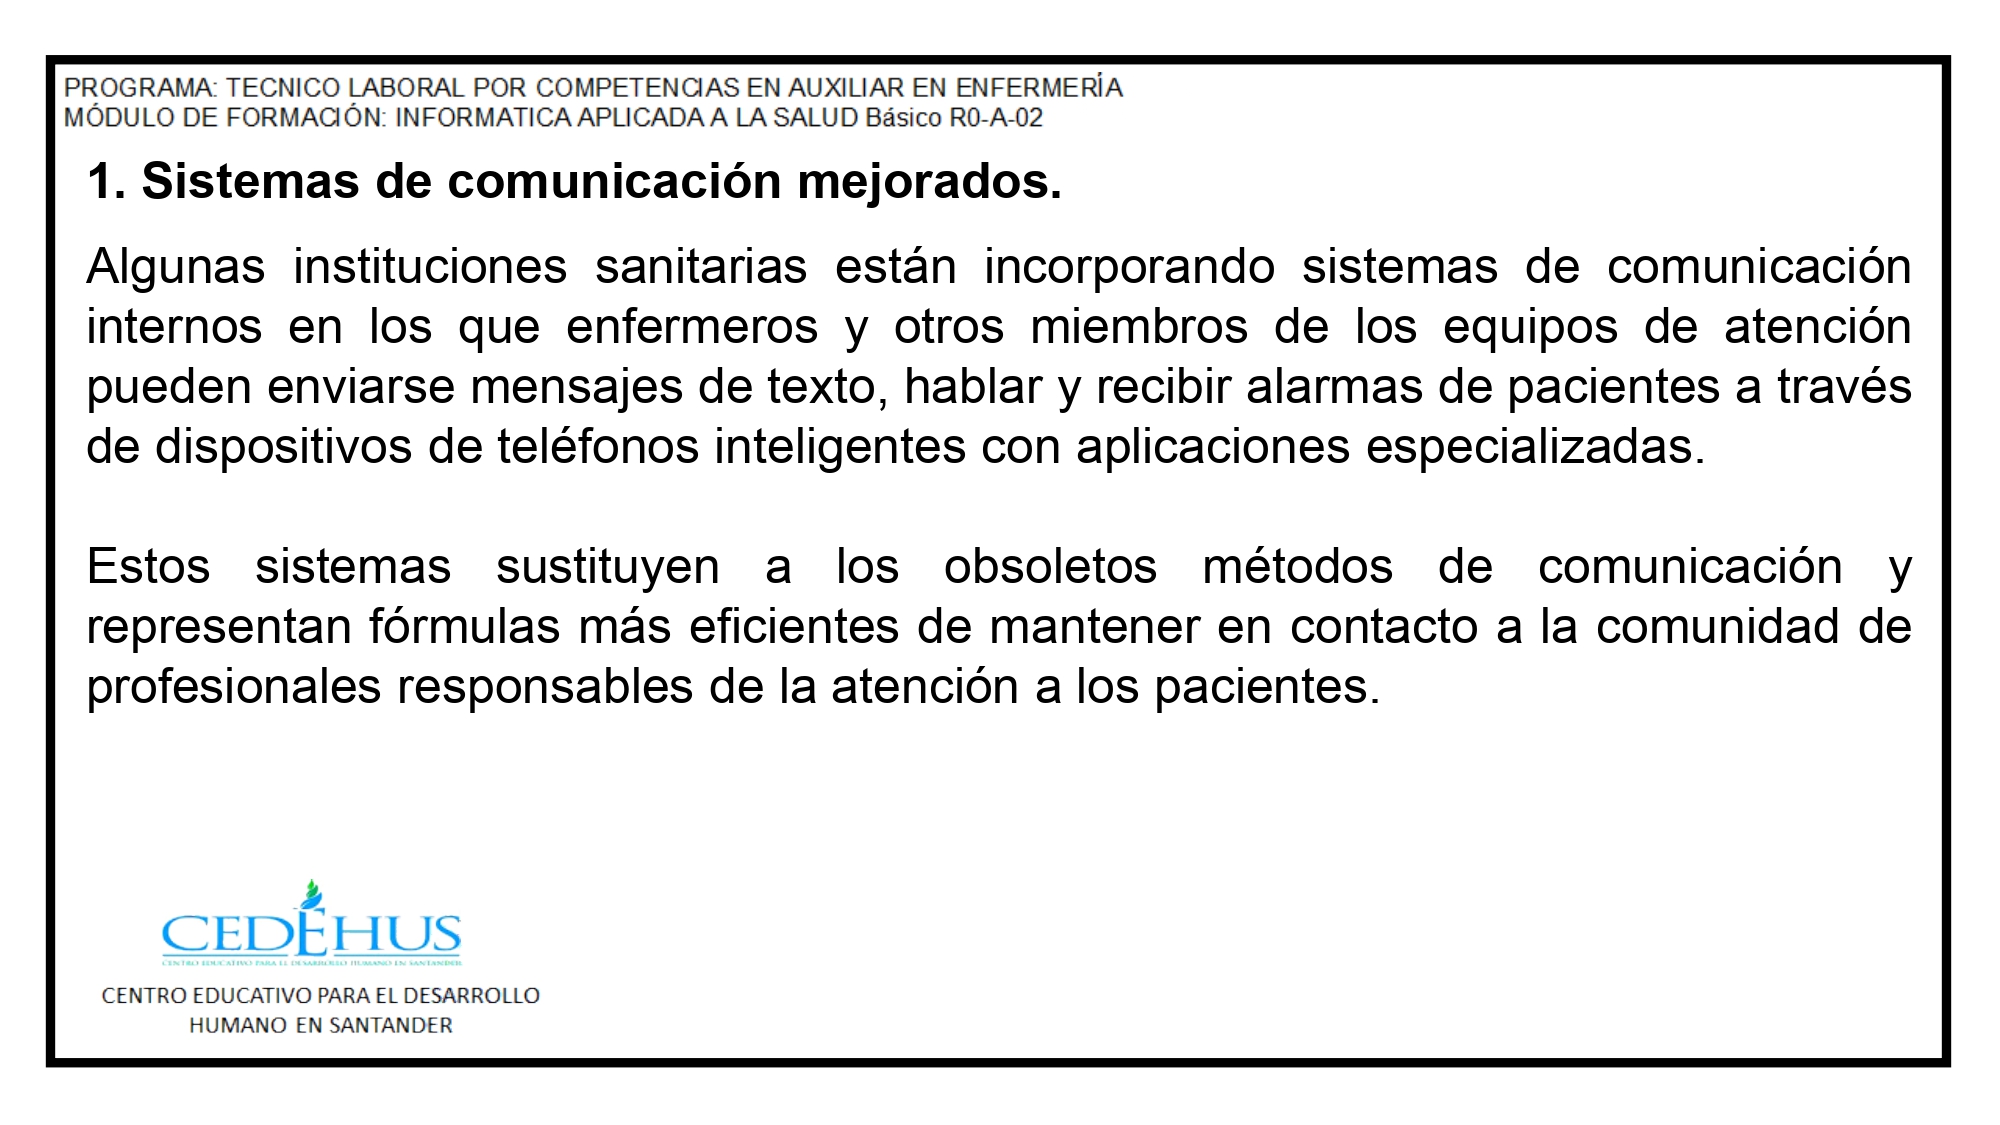 PROGRAMA: TECNICO LABORAL POR COMPETENCIAS EN AUXILIAR EN ENFERMERÍA
MÓDULO DE FORMACIÓN: INFORMATICA APLICADA A LA SALUD Básico R0-A-02
1. Sistemas de comunicación mejorados.
Algunas instituciones sanitarias están incorporando sistemas de comunicación
internos en los que enfermeros y otros miembros de los equipos de atención
pueden enviarse mensajes de texto, hablar y recibir alarmas de pacientes a través
de dispositivos de teléfonos inteligentes con aplicaciones especializadas.
Estos sistemas sustituyen a los obsoletos métodos de comunicación y
representan fórmulas más eficientes de mantener en contacto a la comunidad de
profesionales responsables de la atención a los pacientes.
CEDEHUS
CENTRO EDUCATIVO PARA EL DESARROLLO HUMANO EN SANTANDER
CENTRO EDUCATIVO PARA EL DESARROLLO
HUMANO EN SANTANDER